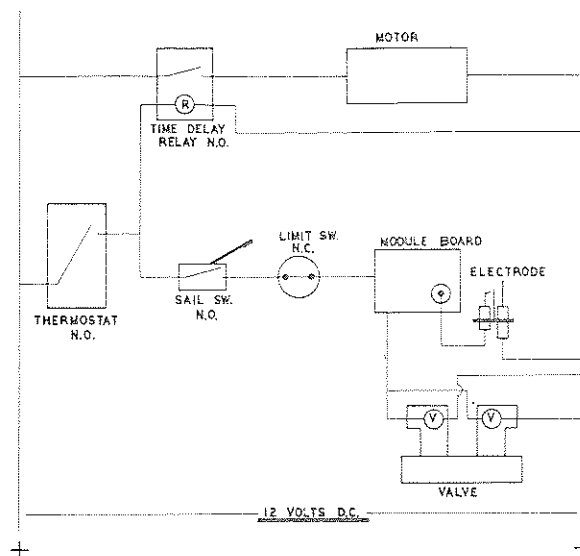 MOTOR
R
TIME DELAY
RELAY N.O.
LIMIT SW.
N.C.
MODULE BOARD
ELECTRODE
SAIL SW.
N.O.
THERMOSTAT
N.O.
V
V
VALVE
12 VOLTS D.C.